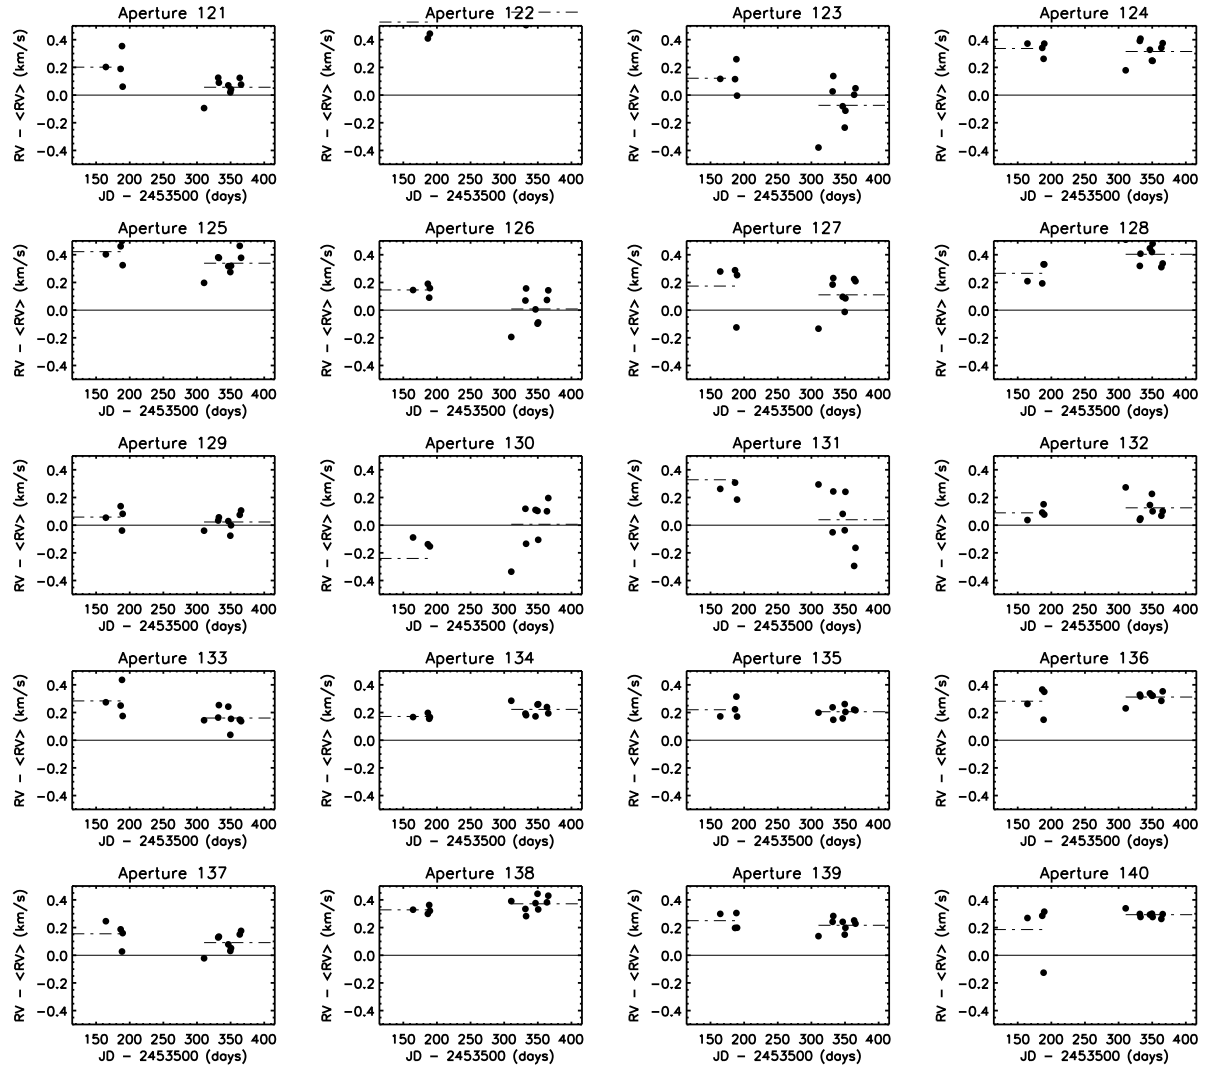 Aperture 121 Aperture 122 Aperture 123 Aperture 124
RV – <RV> (km/s) RV – <RV> (km/s) RV – <RV> (km/s) RV – <RV> (km/s)
0.4 0.4 0.4 0.4
0.2 0.2 0.2 0.2
0.0 0.0 0.0 0.0
−0.2 −0.2 −0.2 −0.2
−0.4 −0.4 −0.4 −0.4
150 200 250 300 350 400 150 200 250 300 350 400 150 200 250 300 350 400 150 200 250 300 350 400
JD – 2453500 (days) JD – 2453500 (days) JD – 2453500 (days) JD – 2453500 (days)
Aperture 125 Aperture 126 Aperture 127 Aperture 128
RV – <RV> (km/s) RV – <RV> (km/s) RV – <RV> (km/s) RV – <RV> (km/s)
0.4 0.4 0.4 0.4
0.2 0.2 0.2 0.2
0.0 0.0 0.0 0.0
−0.2 −0.2 −0.2 −0.2
−0.4 −0.4 −0.4 −0.4
150 200 250 300 350 400 150 200 250 300 350 400 150 200 250 300 350 400 150 200 250 300 350 400
JD – 2453500 (days) JD – 2453500 (days) JD – 2453500 (days) JD – 2453500 (days)
Aperture 129 Aperture 130 Aperture 131 Aperture 132
RV – <RV> (km/s) RV – <RV> (km/s) RV – <RV> (km/s) RV – <RV> (km/s)
0.4 0.4 0.4 0.4
0.2 0.2 0.2 0.2
0.0 0.0 0.0 0.0
−0.2 −0.2 −0.2 −0.2
−0.4 −0.4 −0.4 −0.4
150 200 250 300 350 400 150 200 250 300 350 400 150 200 250 300 350 400 150 200 250 300 350 400
JD – 2453500 (days) JD – 2453500 (days) JD – 2453500 (days) JD – 2453500 (days)
Aperture 133 Aperture 134 Aperture 135 Aperture 136
RV – <RV> (km/s) RV – <RV> (km/s) RV – <RV> (km/s) RV – <RV> (km/s)
0.4 0.4 0.4 0.4
0.2 0.2 0.2 0.2
0.0 0.0 0.0 0.0
−0.2 −0.2 −0.2 −0.2
−0.4 −0.4 −0.4 −0.4
150 200 250 300 350 400 150 200 250 300 350 400 150 200 250 300 350 400 150 200 250 300 350 400
JD – 2453500 (days) JD – 2453500 (days) JD – 2453500 (days) JD – 2453500 (days)
Aperture 137 Aperture 138 Aperture 139 Aperture 140
RV – <RV> (km/s) RV – <RV> (km/s) RV – <RV> (km/s) RV – <RV> (km/s)
0.4 0.4 0.4 0.4
0.2 0.2 0.2 0.2
0.0 0.0 0.0 0.0
−0.2 −0.2 −0.2 −0.2
−0.4 −0.4 −0.4 −0.4
150 200 250 300 350 400 150 200 250 300 350 400 150 200 250 300 350 400 150 200 250 300 350 400
JD – 2453500 (days) JD – 2453500 (days) JD – 2453500 (days) JD – 2453500 (days)